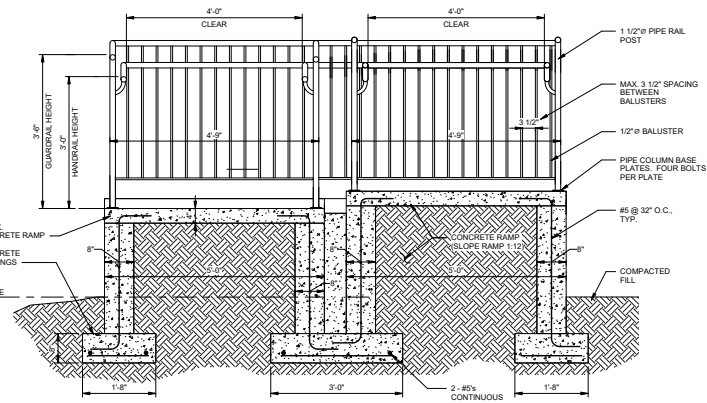 4'-0"
CLEAR
4'-0"
CLEAR
1 1/2"Ø PIPE RAIL
POST
MAX. 3 1/2" SPACING
BETWEEN
BALUSTERS
3 1/2"
3'-6"
GUARDRAIL HEIGHT
3'-0"
HANDRAIL HEIGHT
4'-9"
4'-9"
1/2"Ø BALUSTER
PIPE COLUMN BASE
PLATES. FOUR BOLTS
PER PLATE
#5 @ 32" O.C.,
TYP.
CRETE RAMP
CRETE
INGS
E
CONCRETE RAMP
(SLOPE RAMP 1:12)
8"
8"
8"
5'-0"
5'-0"
8"
COMPACTED
FILL
1'-8"
3'-0"
1'-8"
2 - #5's
CONTINUOUS